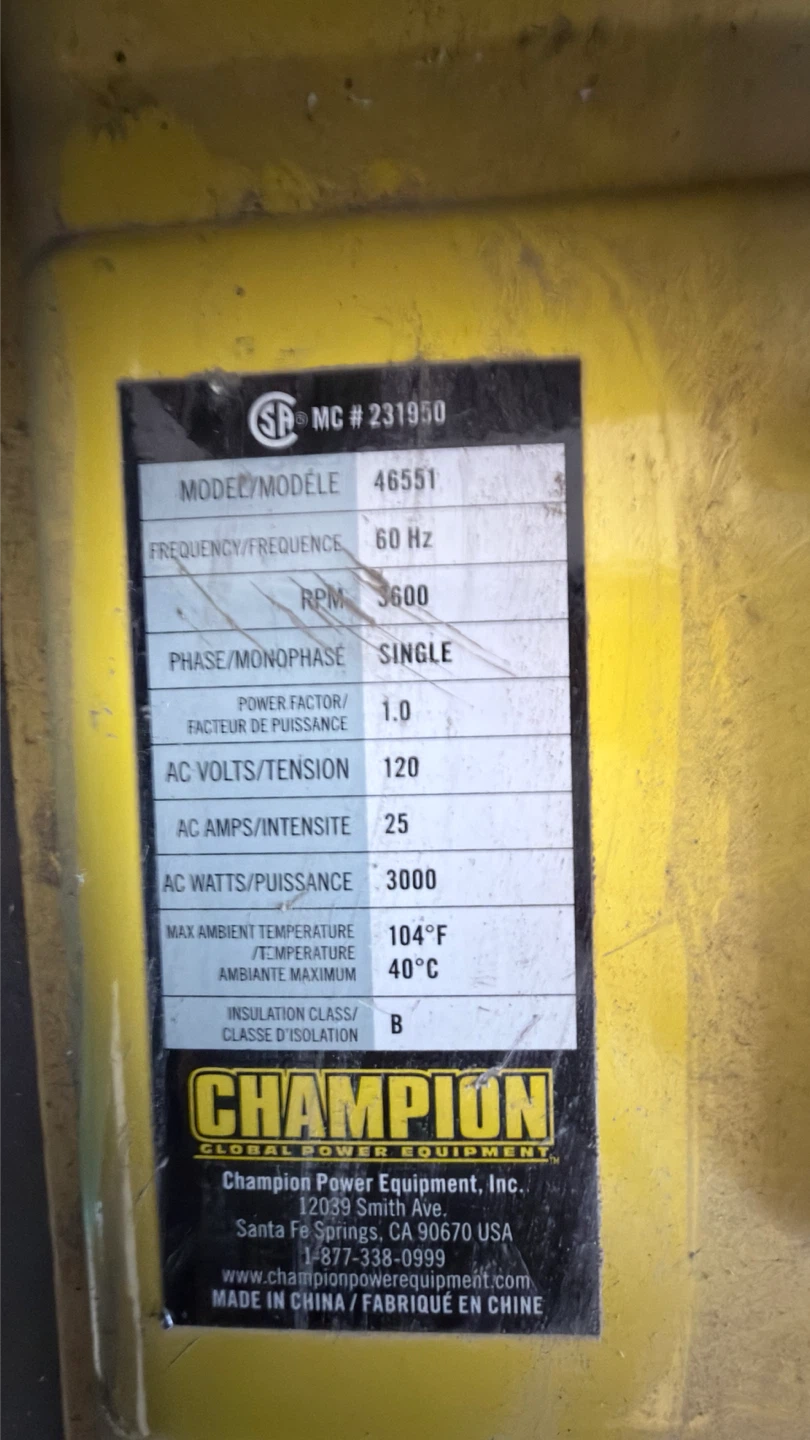 CSA® MC # 231950
MODEL/MODÈLE 46551
FREQUENCY/FREQUENCE 60 Hz
RPM 3600
PHASE/MONOPHASÉ SINGLE
POWER FACTOR/
FACTEUR DE PUISSANCE 1.0
AC VOLTS/TENSION 120
AC AMPS/INTENSITE 25
AC WATTS/PUISSANCE 3000
MAX AMBIENT TEMPERATURE 104°F
/TEMPERATURE
AMBIANTE MAXIMUM 40°C
INSULATION CLASS/
CLASSE D'ISOLATION B
CHAMPION
GLOBAL POWER EQUIPMENT™
Champion Power Equipment, Inc.
12039 Smith Ave.
Santa Fe Springs, CA 90670 USA
1-877-338-0999
www.championpowerequipment.com
MADE IN CHINA / FABRIQUÉ EN CHINE